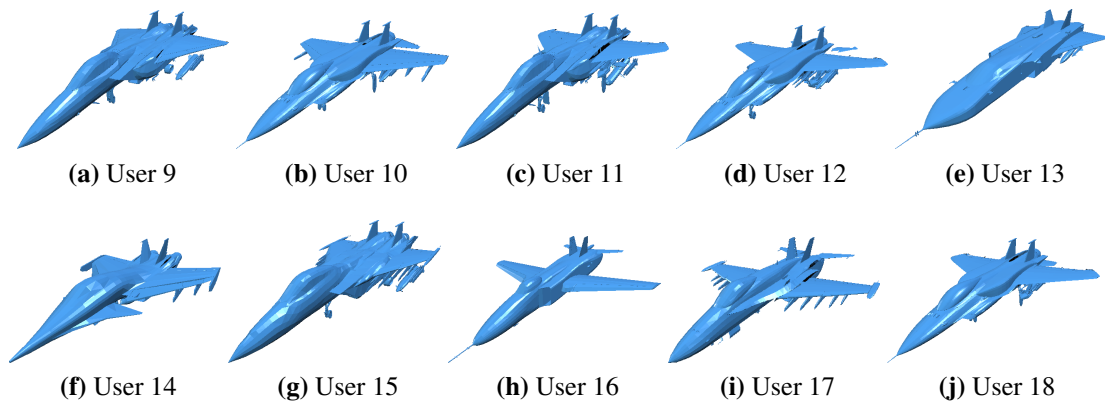 (a) User 9
(b) User 10
(c) User 11
(d) User 12
(e) User 13
(f) User 14
(g) User 15
(h) User 16
(i) User 17
(j) User 18